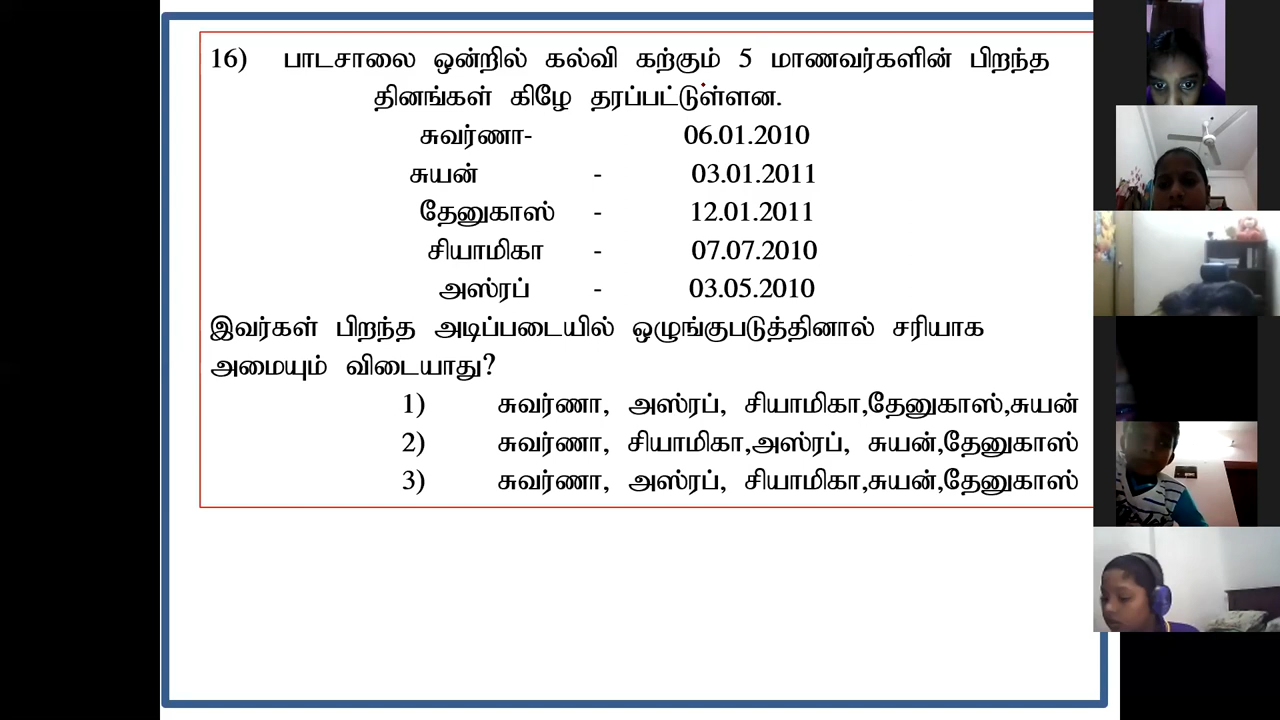 16) பாடசாலை ஒன்றில் கல்வி கற்கும் 5 மாணவர்களின் பிறந்த
தினங்கள் கிழே தரப்பட்டுள்ளன.
சுவர்ணா- 06.01.2010
சுயன் - 03.01.2011
தேனுகாஸ் - 12.01.2011
சியாமிகா - 07.07.2010
அஸ்ரப் - 03.05.2010
இவர்கள் பிறந்த அடிப்படையில் ஒழுங்குபடுத்தினால் சரியாக
அமையும் விடையாது?
1) சுவர்ணா, அஸ்ரப், சியாமிகா,தேனுகாஸ்,சுயன்
2) சுவர்ணா, சியாமிகா,அஸ்ரப், சுயன்,தேனுகாஸ்
3) சுவர்ணா, அஸ்ரப், சியாமிகா,சுயன்,தேனுகாஸ்